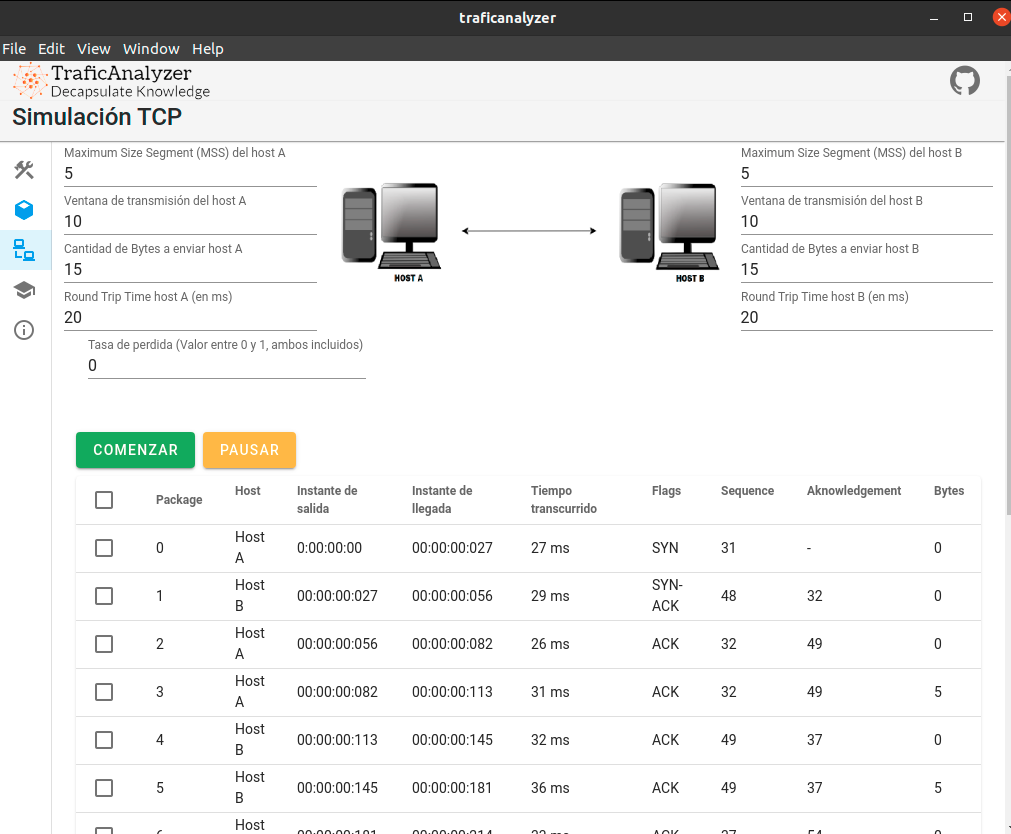 traficanalyzer
File Edit View Window Help
TraficAnalyzer
Decapsulate Knowledge
Simulación TCP
Maximum Size Segment (MSS) del host A
5
Ventana de transmisión del host A
10
Cantidad de Bytes a enviar host A
15
Round Trip Time host A (en ms)
20
Tasa de perdida (Valor entre 0 y 1, ambos incluidos)
0
HOST A
HOST B
Maximum Size Segment (MSS) del host B
5
Ventana de transmisión del host B
10
Cantidad de Bytes a enviar host B
15
Round Trip Time host B (en ms)
20
COMENZAR PAUSAR
Package Host Instante de salida Instante de llegada Tiempo transcurrido Flags Sequence Aknowledgement Bytes
0 Host A 0:00:00:00 00:00:00:027 27 ms SYN 31 - 0
1 Host B 00:00:00:027 00:00:00:056 29 ms SYN-ACK 48 32 0
2 Host A 00:00:00:056 00:00:00:082 26 ms ACK 32 49 0
3 Host A 00:00:00:082 00:00:00:113 31 ms ACK 32 49 5
4 Host B 00:00:00:113 00:00:00:145 32 ms ACK 49 37 0
5 Host B 00:00:00:145 00:00:00:181 36 ms ACK 49 37 5
Host